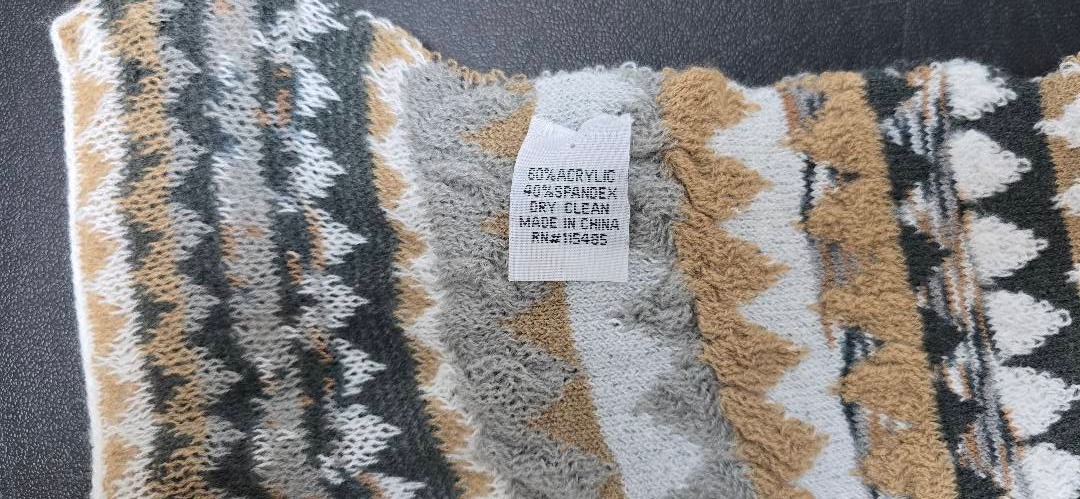 60%ACRYLIC
40%SPANDEX
DRY CLEAN
MADE IN CHINA
RN#115485